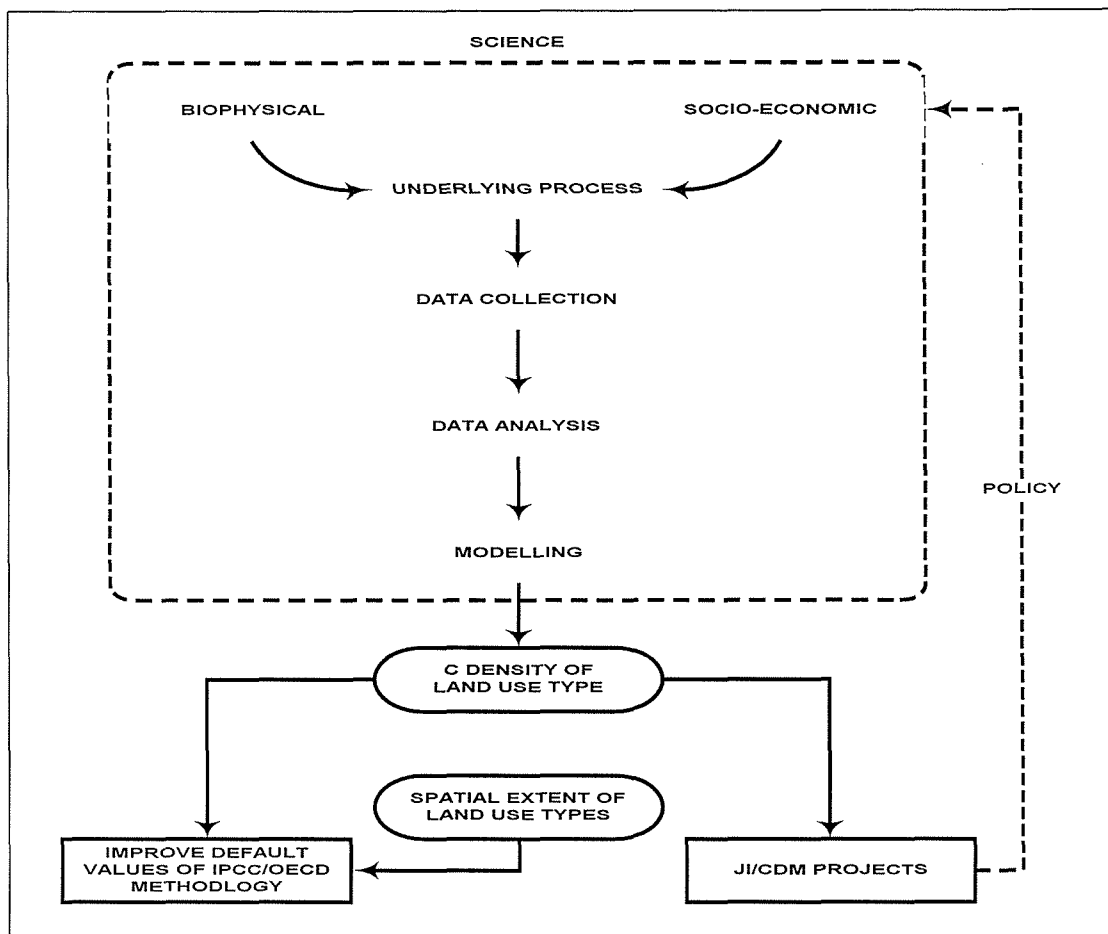 SCIENCE
BIOPHYSICAL
SOCIO-ECONOMIC
UNDERLYING PROCESS
DATA COLLECTION
DATA ANALYSIS
POLICY
MODELLING
C DENSITY OF
LAND USE TYPE
SPATIAL EXTENT OF
LAND USE TYPES
IMPROVE DEFAULT
VALUES OF IPCC/OECD
METHODLOGY
JI/CDM PROJECTS